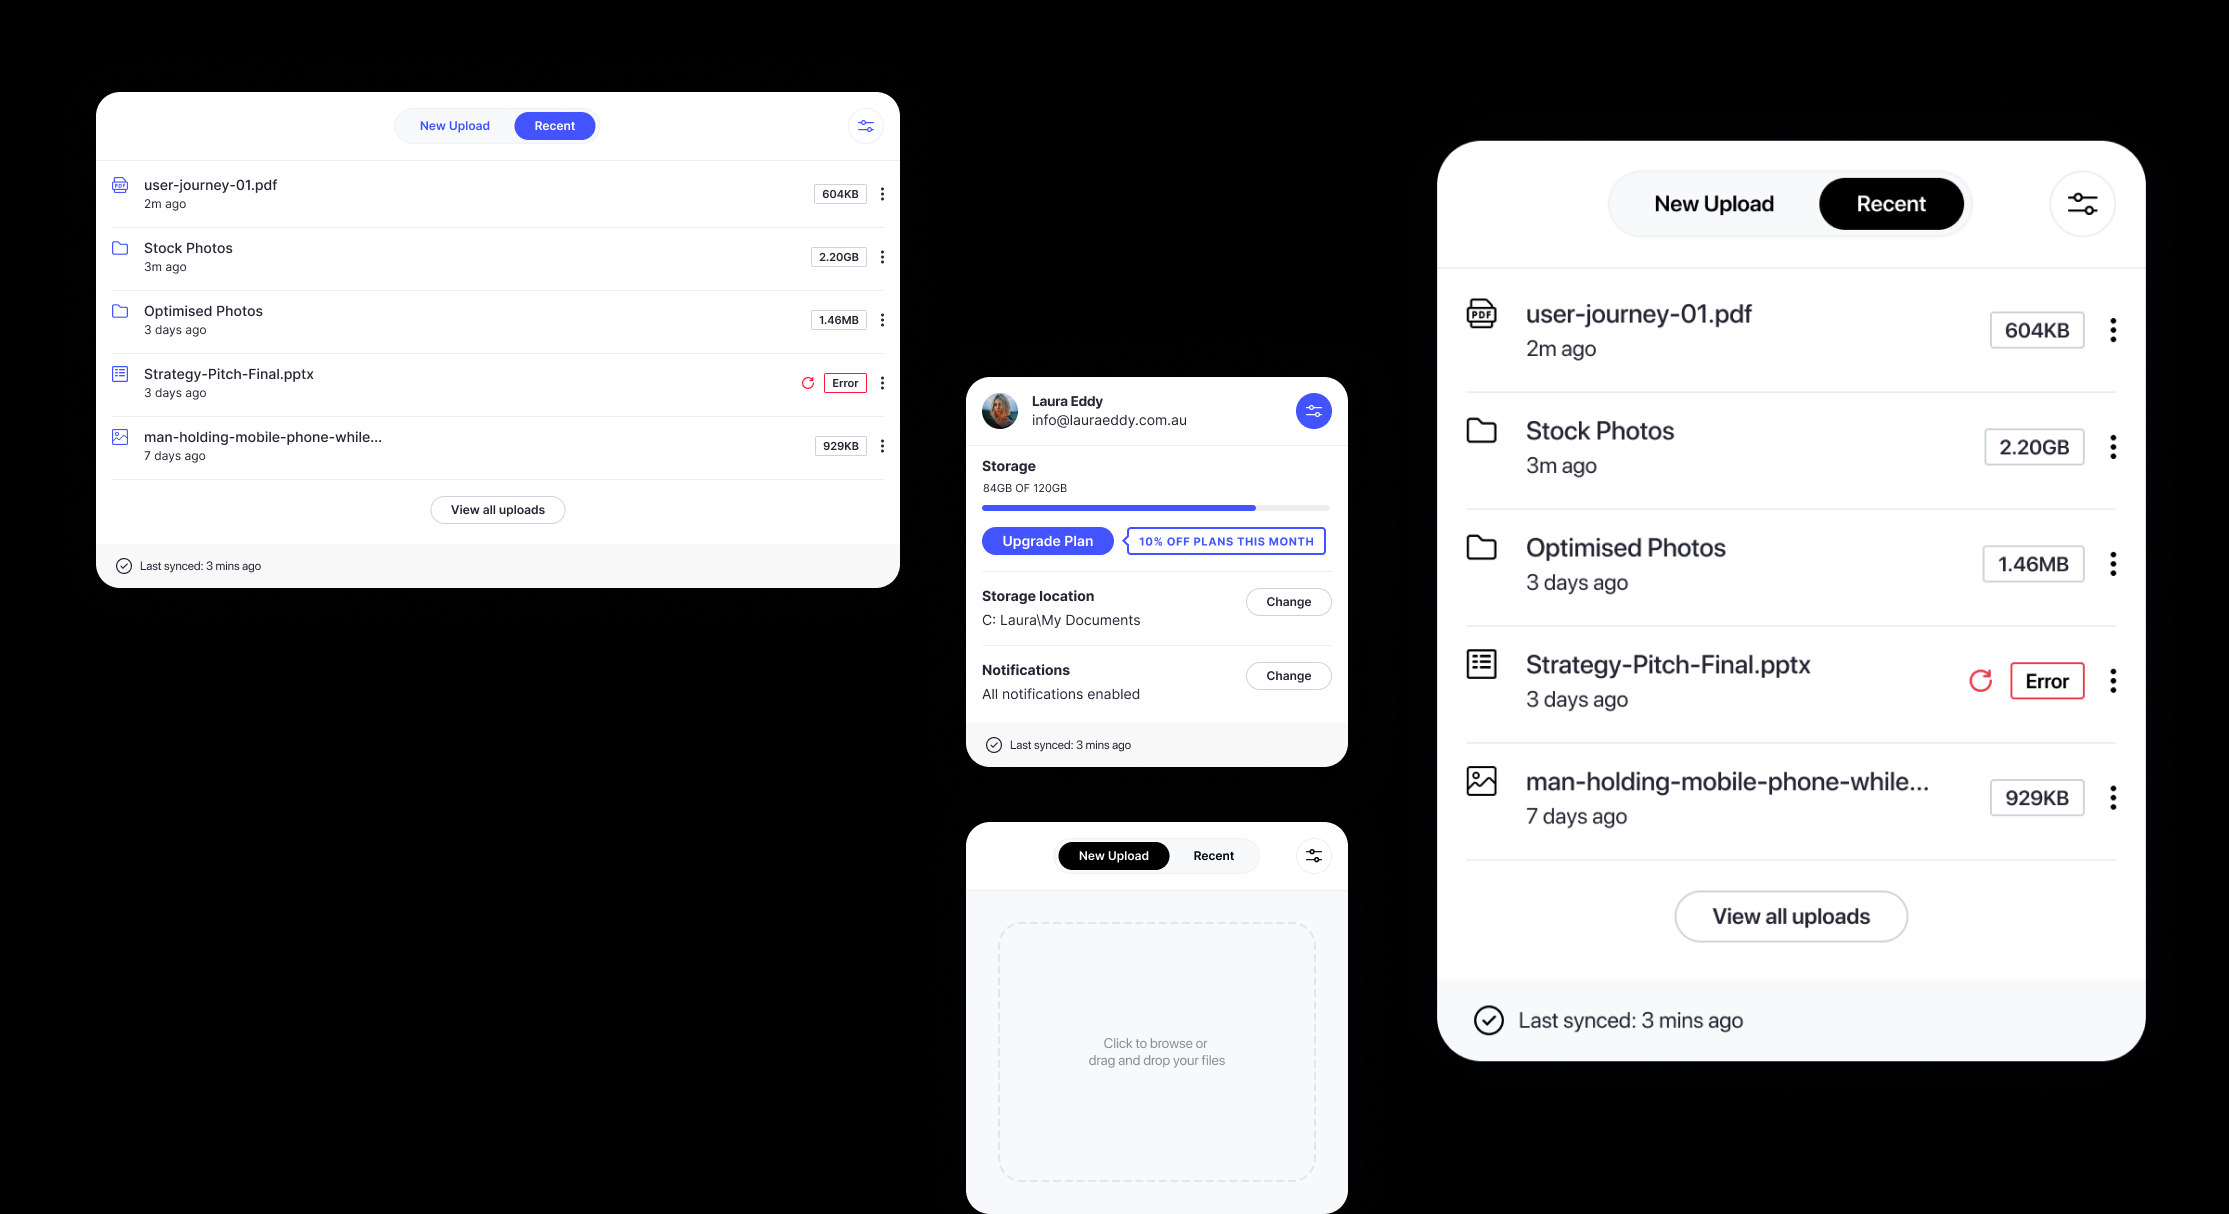 New Upload
Recent
PDF
user-journey-01.pdf
2m ago
604KB
Stock Photos
3m ago
2.20GB
Optimised Photos
3 days ago
1.46MB
Strategy-Pitch-Final.pptx
3 days ago
Error
man-holding-mobile-phone-while...
7 days ago
929KB
View all uploads
Last synced: 3 mins ago
Laura Eddy
info@lauraeddy.com.au
Storage
84GB OF 120GB
Upgrade Plan
10% OFF PLANS THIS MONTH
Storage location
C: Laura\My Documents
Change
Notifications
All notifications enabled
Change
Last synced: 3 mins ago
New Upload
Recent
Click to browse or
drag and drop your files
New Upload
Recent
PDF
user-journey-01.pdf
2m ago
604KB
Stock Photos
3m ago
2.20GB
Optimised Photos
3 days ago
1.46MB
Strategy-Pitch-Final.pptx
3 days ago
Error
man-holding-mobile-phone-while...
7 days ago
929KB
View all uploads
Last synced: 3 mins ago